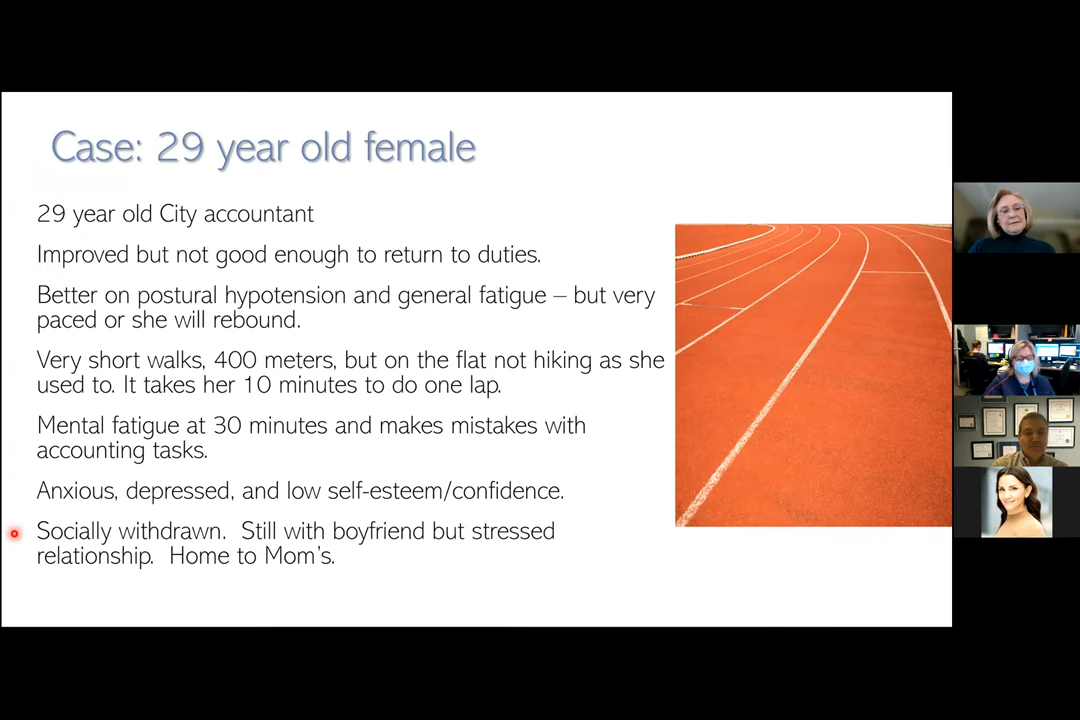 Case: 29 year old female
29 year old City accountant
Improved but not good enough to return to duties.
Better on postural hypotension and general fatigue – but very
paced or she will rebound.
Very short walks, 400 meters, but on the flat not hiking as she
used to. It takes her 10 minutes to do one lap.
Mental fatigue at 30 minutes and makes mistakes with
accounting tasks.
Anxious, depressed, and low self-esteem/confidence.
Socially withdrawn.  Still with boyfriend but stressed
relationship.  Home to Mom's.